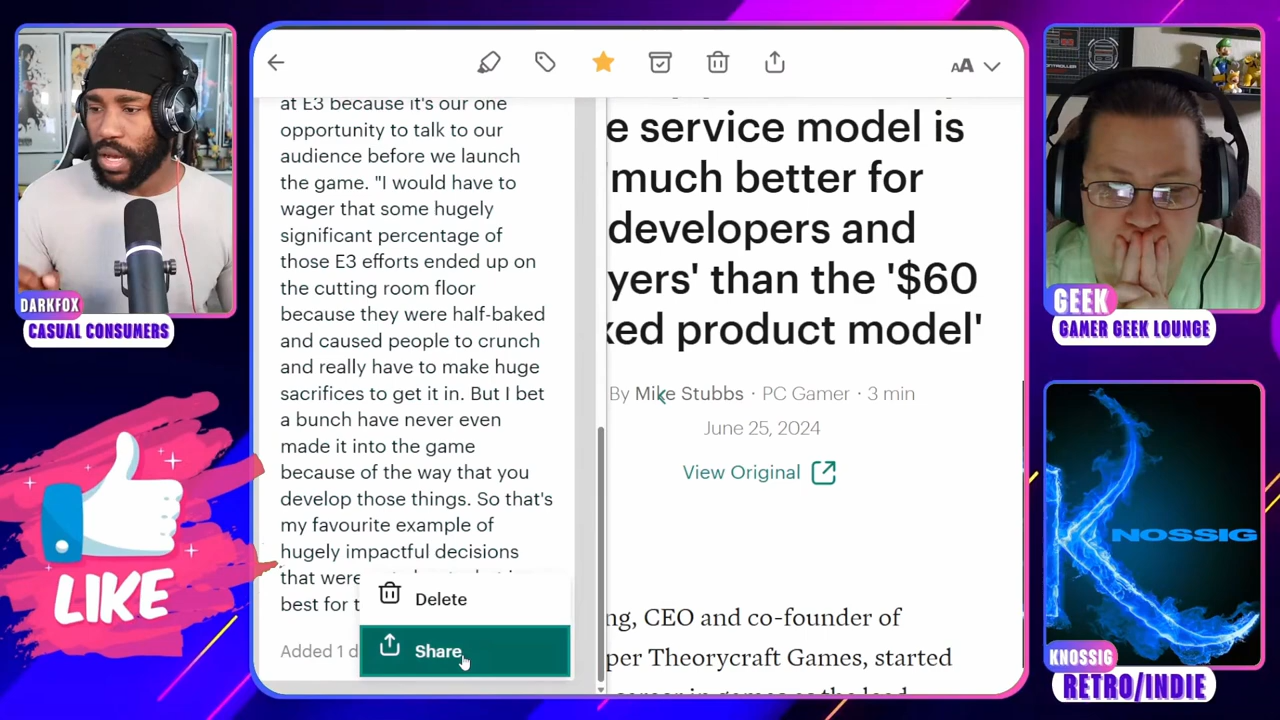 DARKFOX
CASUAL CONSUMERS
LIKE
AA
at E3 because it's our one
opportunity to talk to our
audience before we launch
the game. "I would have to
wager that some hugely
significant percentage of
those E3 efforts ended up on
the cutting room floor
because they were half-baked
and caused people to crunch
and really have to make huge
sacrifices to get it in. But I bet
a bunch have never even
made it into the game
because of the way that you
develop those things. So that's
my favourite example of
hugely impactful decisions
that were
best for t
Added 1 d
Delete
Share
e service model is
much better for
developers and
yers' than the '$60
ked product model'
By Mike Stubbs · PC Gamer · 3 min
June 25, 2024
View Original
ng, CEO and co-founder of
per Theorycraft Games, started
CONTROLLER
GEEK
GAMER GEEK LOUNGE
NOSSIG
KNOSSIG
RETRO/INDIE